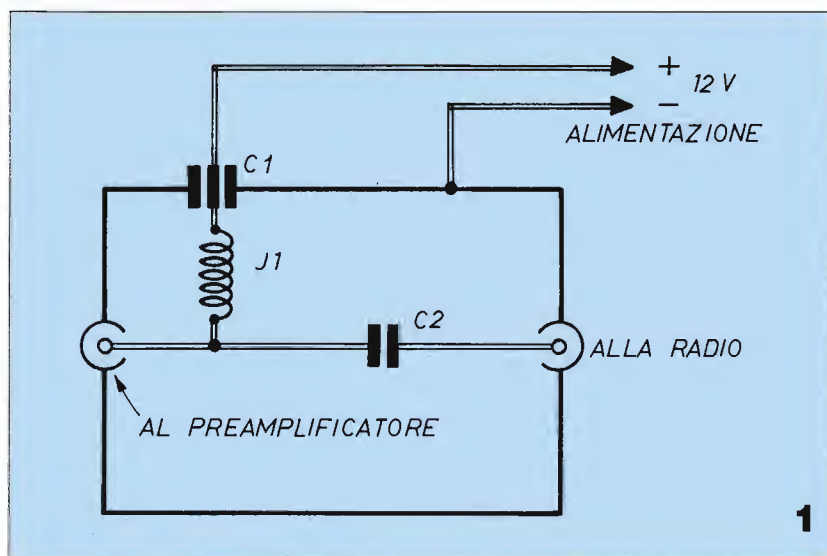 +
12 V
-
ALIMENTAZIONE
C1
J1
C2
ALLA RADIO
AL PREAMPLIFICATORE
1